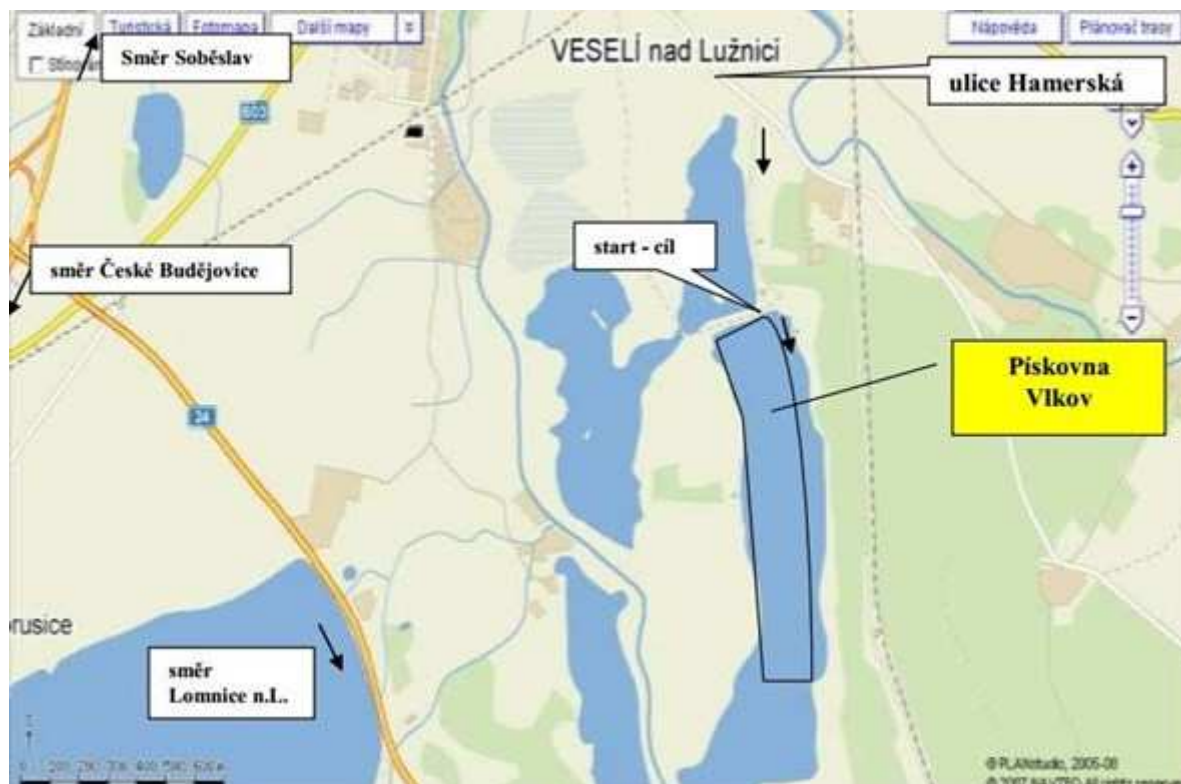 Základní Turistická Fotomapa Další mapy
Nápověda Plánovač trasy
Směr Soběslav
VESELÍ nad Lužnicí
ulice Hamerská
603
start - cíl
směr České Budějovice
Pískovna
Vlkov
24
směr
Lomnice n.L.
© PLANstudio, 2005-08